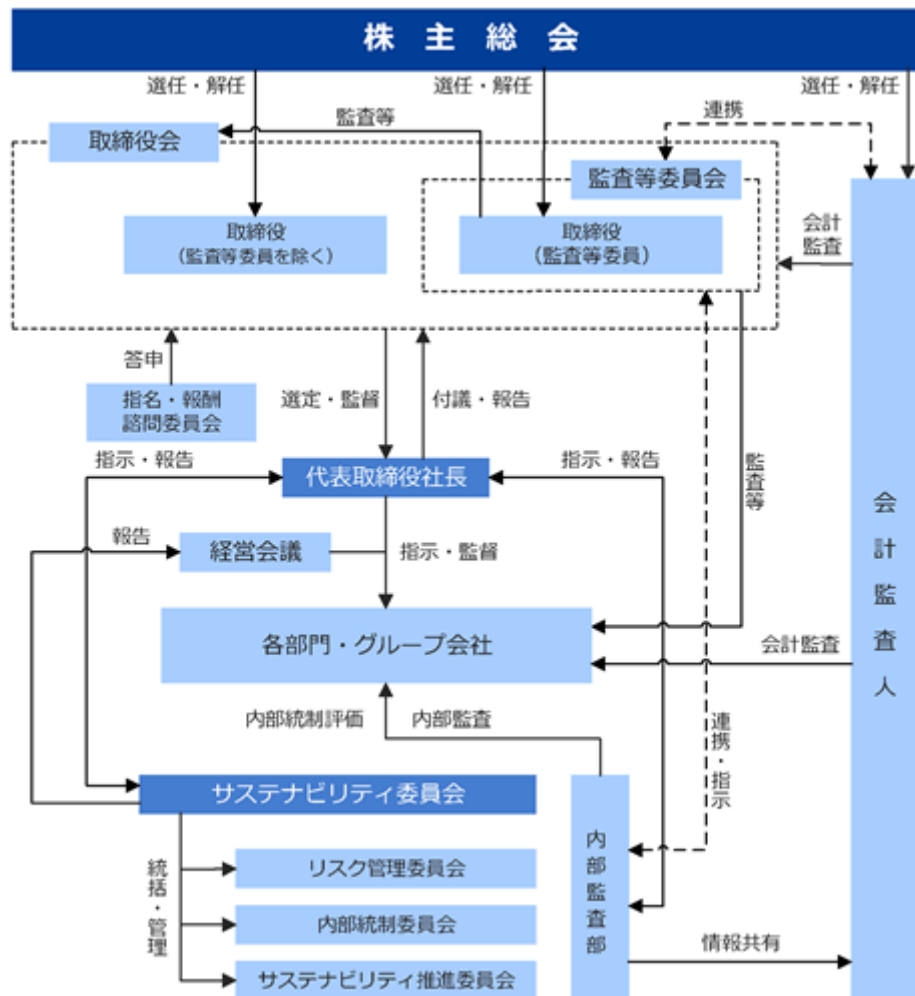 株主総会
選任・解任
選任・解任
選任・解任
監査等
連携
取締役会
監査等委員会
取締役
(監査等委員を除く)
取締役
(監査等委員)
会計
監査
答申
指名・報酬
諮問委員会
選定・監督
付議・報告
指示・報告
代表取締役社長
指示・報告
監査等
報告
経営会議
指示・監督
会計監査人
各部門・グループ会社
会計監査
内部統制評価
内部監査
連携・指示
サステナビリティ委員会
統括・管理
リスク管理委員会
内部統制委員会
サステナビリティ推進委員会
内部監査部
情報共有